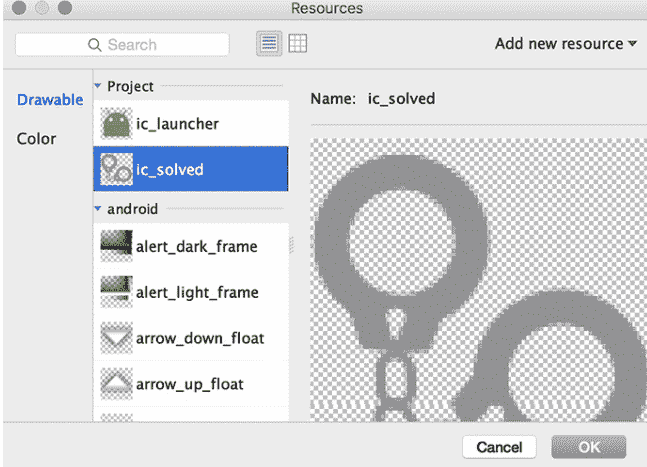 Resources
Search
Add new resource
Drawable
Color
Project
ic_launcher
ic_solved
android
alert_dark_frame
alert_light_frame
arrow_down_float
arrow_up_float
Name: ic_solved
Cancel
OK